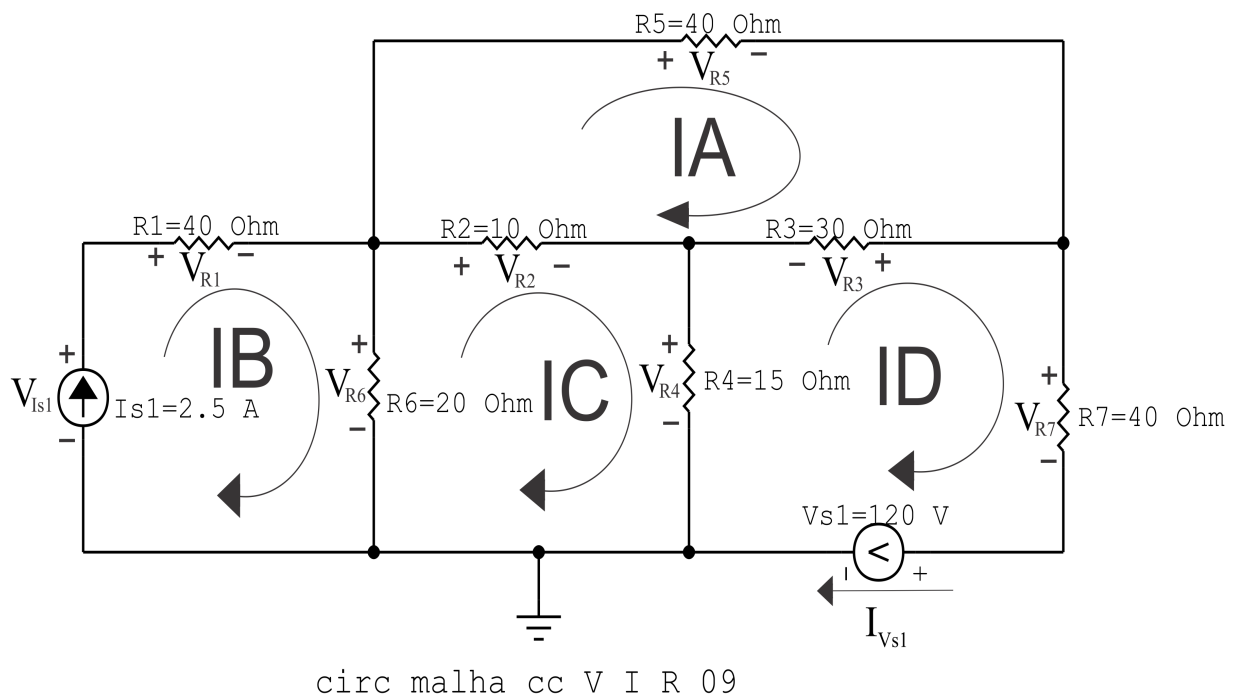 R5=40 Ohm
+ VR5 −
IA
R1=40 Ohm
+ VR1 −
R2=10 Ohm
+ VR2 −
R3=30 Ohm
− VR3 +
IB
IC
ID
+
VIs1
−
Is1=2.5 A
+
VR6
−
R6=20 Ohm
+
VR4
−
R4=15 Ohm
+
VR7
−
R7=40 Ohm
Vs1=120 V
<
− +
IVs1
circ malha cc V I R 09